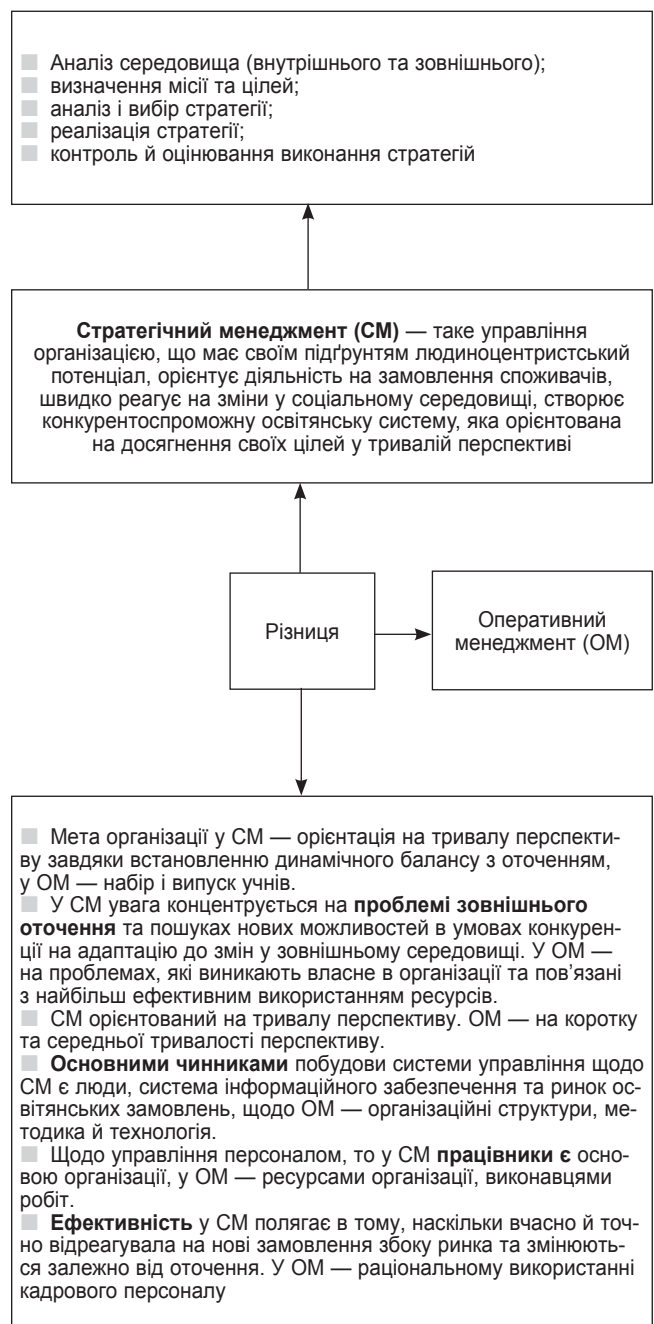 Аналіз середовища (внутрішнього та зовнішнього);
визначення місії та цілей;
аналіз і вибір стратегії;
реалізація стратегії;
контроль й оцінювання виконання стратегій
Стратегічний менеджмент (СМ) — таке управління
організацією, що має своїм підґрунтям людиноцентристський
потенціал, орієнтує діяльність на замовлення споживачів,
швидко реагує на зміни у соціальному середовищі, створює
конкурентоспроможну освітянську систему, яка орієнтована
на досягнення своїх цілей у тривалій перспективі
Різниця
Оперативний
менеджмент (ОМ)
Мета організації у СМ — орієнтація на тривалу перспекти-
ву завдяки встановленню динамічного балансу з оточенням,
у ОМ — набір і випуск учнів.
У СМ увага концентрується на проблемі зовнішнього
оточення та пошуках нових можливостей в умовах конкурен-
ції на адаптацію до змін у зовнішньому середовищі. У ОМ —
на проблемах, які виникають власне в організації та пов’язані
з найбільш ефективним використанням ресурсів.
СМ орієнтований на тривалу перспективу. ОМ — на коротку
та середньої тривалості перспективу.
Основними чинниками побудови системи управління щодо
СМ є люди, система інформаційного забезпечення та ринок ос-
вітянських замовлень, щодо ОМ — організаційні структури, ме-
тодика й технологія.
Щодо управління персоналом, то у СМ працівники є осно-
вою організації, у ОМ — ресурсами організації, виконавцями
робіт.
Ефективність у СМ полягає в тому, наскільки вчасно й точ-
но відреагувала на нові замовлення збоку ринка та змінюють-
ся залежно від оточення. У ОМ — раціональному використанні
кадрового персоналу